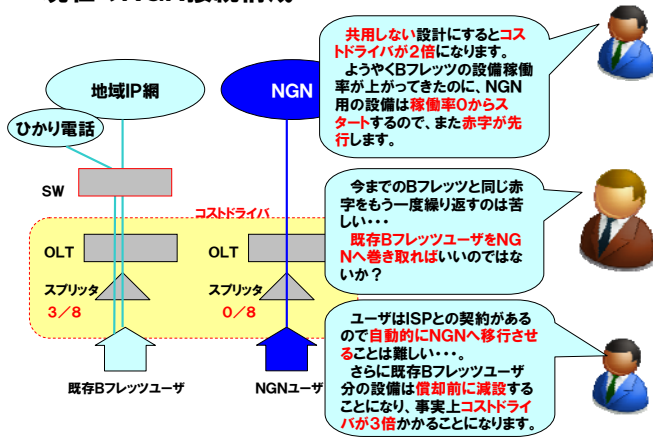 共用しない設計にするとコス
トドライバが2倍になります。
ようやくBフレッツの設備稼働
率が上がってきたのに、NGN
用の設備は稼働率0からス
タートするので、また赤字が先
行します。
地域IP網
NGN
ひかり電話
SW
コストドライバ
今までのBフレッツと同じ赤
字をもう一度繰り返すのは苦
しい・・・
既存BフレッツユーザをNG
Nへ巻き取ればいいのではな
いか?
OLT
OLT
スプリッタ
3/8
スプリッタ
0/8
ユーザはISPとの契約がある
ので自動的にNGNへ移行させ
ることは難しい・・・。
さらに既存Bフレッツユーザ
分の設備は償却前に減設する
ことになり、事実上コストドライ
バが3倍かかることになります。
既存Bフレッツユーザ
NGNユーザ